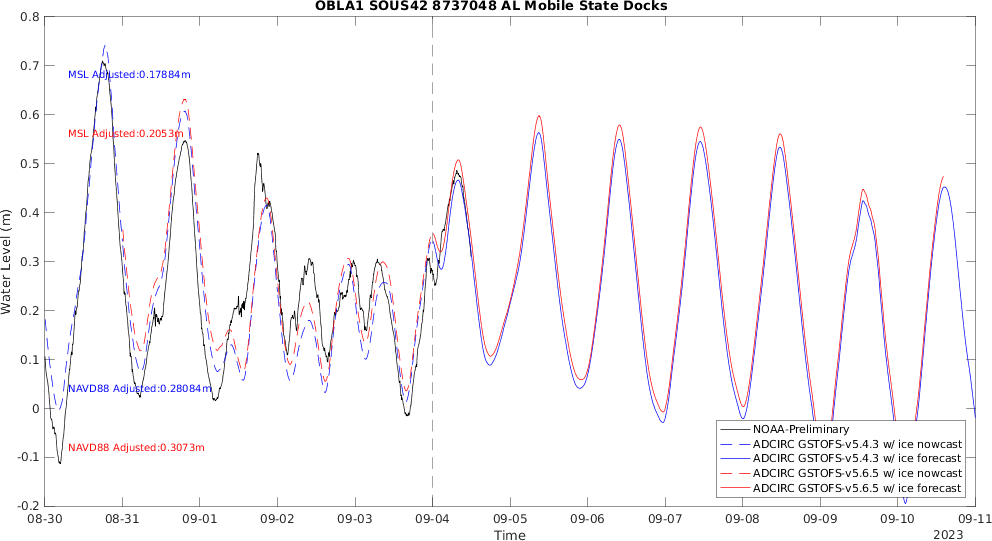 OBLA1 SOUS42 8737048 AL Mobile State Docks
0.8
0.7
0.6
0.5
0.4
0.3
0.2
0.1
0
-0.1
-0.2
Water Level (m)
MSL Adjusted:0.17884m
MSL Adjusted:0.2053m
NAVD88 Adjusted:0.28084m
NAVD88 Adjusted:0.3073m
NOAA-Preliminary
ADCIRC GSTOFS-v5.4.3 w/ ice nowcast
ADCIRC GSTOFS-v5.4.3 w/ ice forecast
ADCIRC GSTOFS-v5.6.5 w/ ice nowcast
ADCIRC GSTOFS-v5.6.5 w/ ice forecast
08-30 08-31 09-01 09-02 09-03 09-04 09-05 09-06 09-07 09-08 09-09 09-10 09-11
Time
2023